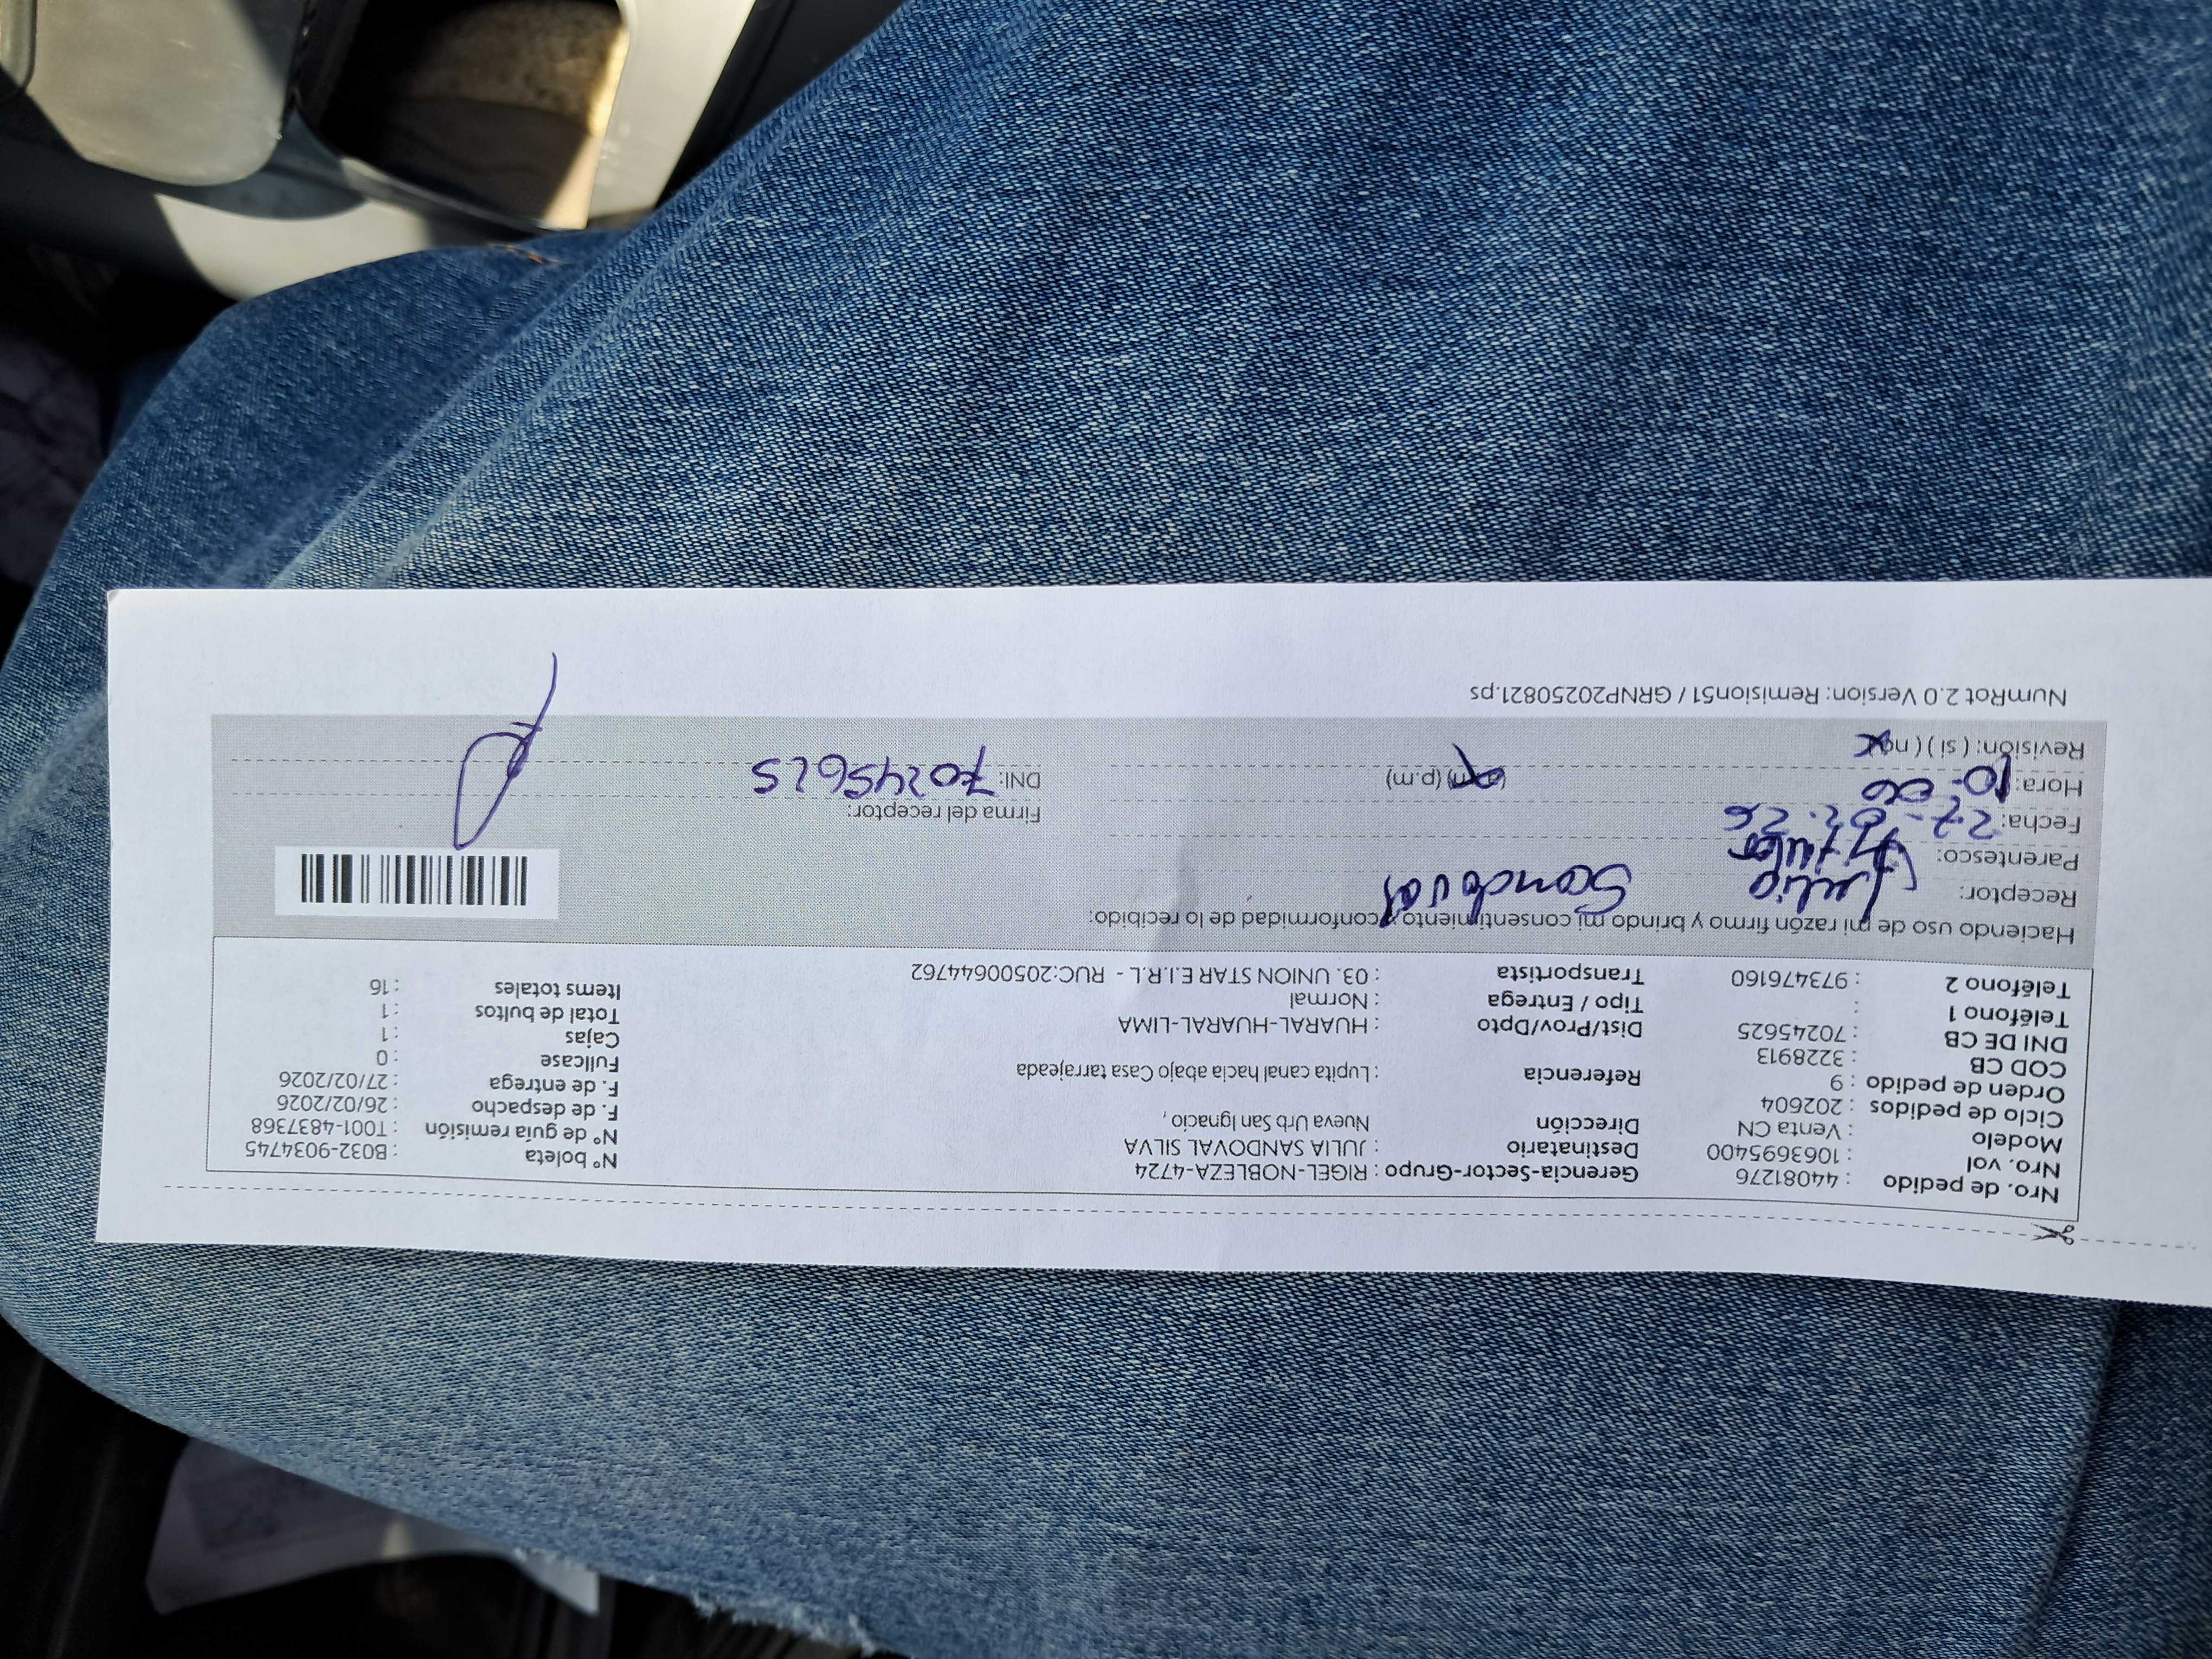 Nro. de pedido : 44081276
Nro. vol : 1063695400
Modelo : Venta CN
Ciclo de pedidos : 202604
Orden de pedido : 9
COD CB : 3228913
DNI DE CB : 70245625
Teléfono 1 :
Teléfono 2 : 973476160
Gerencia-Sector-Grupo : RIGEL-NOBLEZA-4724
Destinatario : JULIA SANDOVAL SILVA
Dirección Nueva Urb San Ignacio ,
Referencia : Lupita canal hacia abajo Casa tarrajeada
Dist/Prov/Dpto : HUARAL-HUARAL-LIMA
Tipo / Entrega : Normal
Transportista : 03. UNION STAR E.I.R.L - RUC:20500644762
N° boleta : B032-9034745
N° de guía remisión : T001-4837368
F. de despacho : 26/02/2026
F. de entrega : 27/02/2026
Fullcase : 0
Cajas : 1
Total de bultos : 1
Items totales : 16
Haciendo uso de mi razón firmo y brindo mi consentimiento y conformidad de lo recibido:
Receptor: Julia Sandoval
Parentesco: Titular
Fecha: 27-02-26
Hora: 10:00 (a.m) (p.m)
Revisión: ( si ) ( no )
Firma del receptor:
DNI: 70245625
NumRot 2.0 Version: Remision51 / GRNP20250821.ps